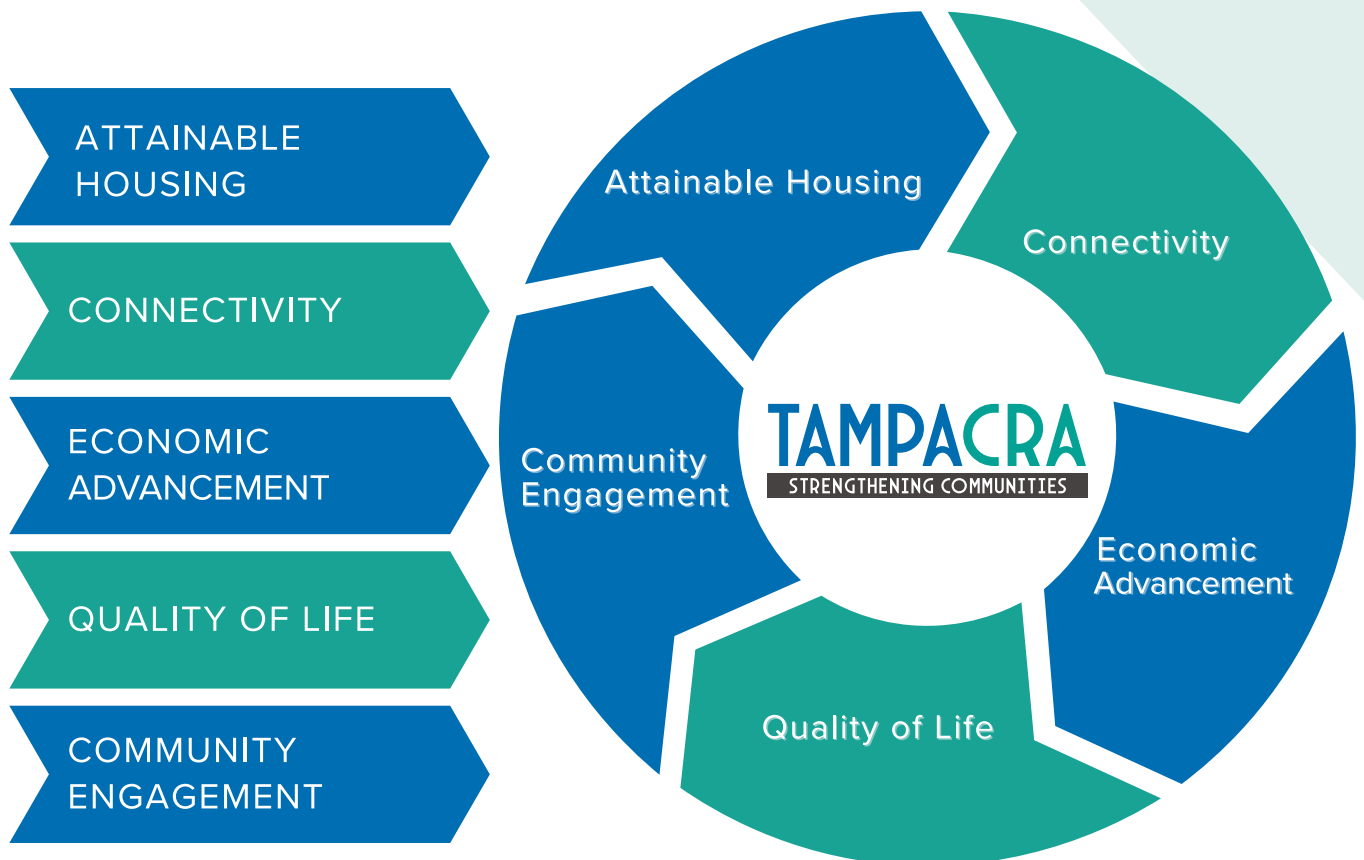 ATTAINABLE
HOUSING
CONNECTIVITY
ECONOMIC
ADVANCEMENT
QUALITY OF LIFE
COMMUNITY
ENGAGEMENT
Attainable Housing
Connectivity
Economic
Advancement
Quality of Life
Community
Engagement
TAMPACRA
STRENGTHENING COMMUNITIES